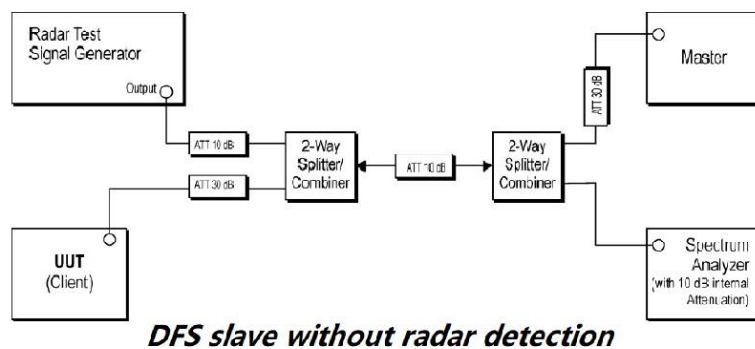 Radar Test
Signal Generator
Output
ATT 10 dB
ATT 30 dB
2-Way
Splitter/
Combiner
ATT 10 dB
2-Way
Splitter/
Combiner
ATT 30 dB
Master
UUT
(Client)
Spectrum
Analyzer
(with 10 dB internal
Attenuation)
DFS slave without radar detection